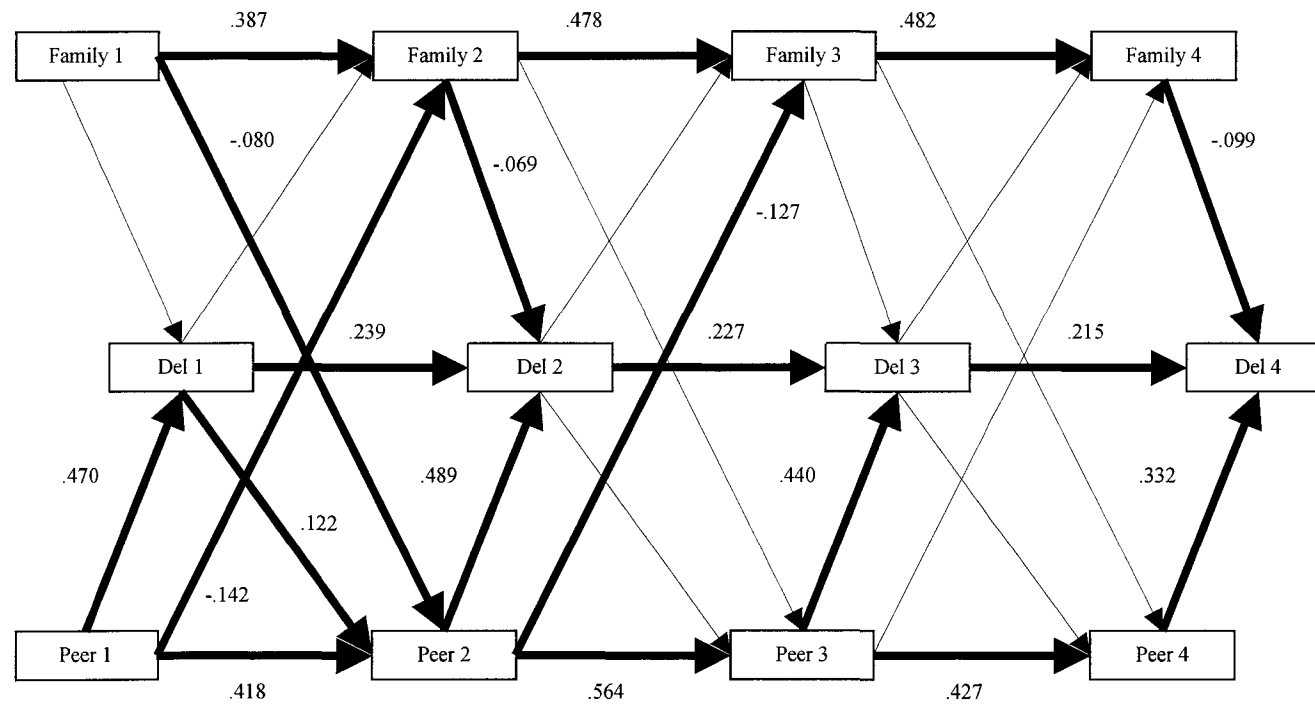 .387
.478
.482
Family 1
Family 2
Family 3
Family 4
-.080
-.069
-.127
-.099
.239
.227
.215
Del 1
Del 2
Del 3
Del 4
.470
.489
.440
.332
.122
-.142
Peer 1
Peer 2
Peer 3
Peer 4
.418
.564
.427